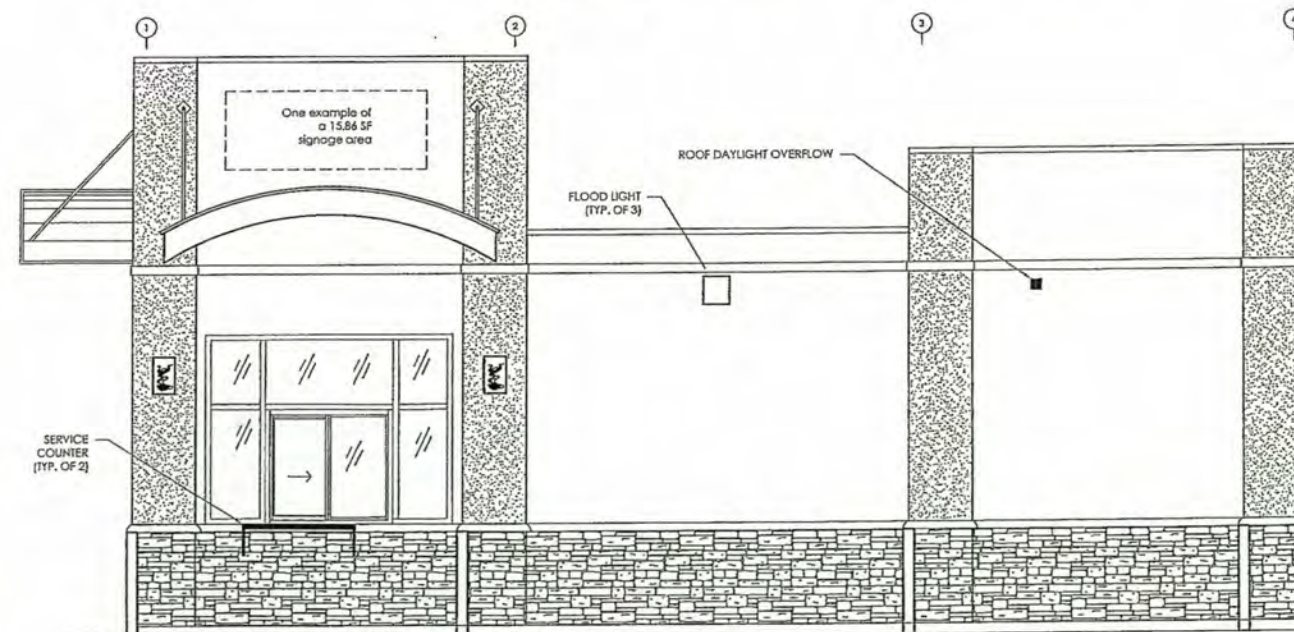 1
2
3
4
One example of
a 15.86 SF
signage area
ROOF DAYLIGHT OVERFLOW
FLOOD LIGHT
(TYP. OF 3)
SERVICE
COUNTER
(TYP. OF 2)